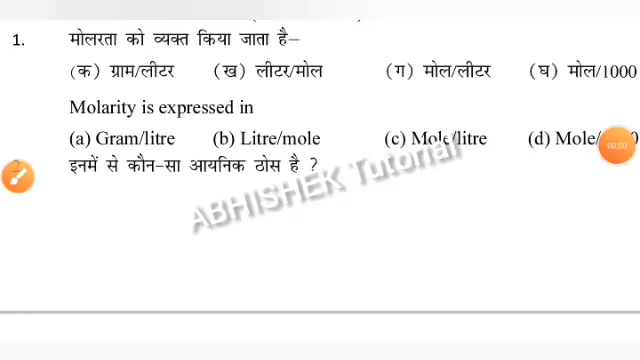 1. मोलरता को व्यक्त किया जाता है–
(क) ग्राम/लीटर (ख) लीटर/मोल (ग) मोल/लीटर (घ) मोल/1000
Molarity is expressed in
(a) Gram/litre (b) Litre/mole (c) Mole/litre (d) Mole/
00:00
इनमें से कौन-सा आयनिक ठोस है ?
ABHISHEK Tutorial